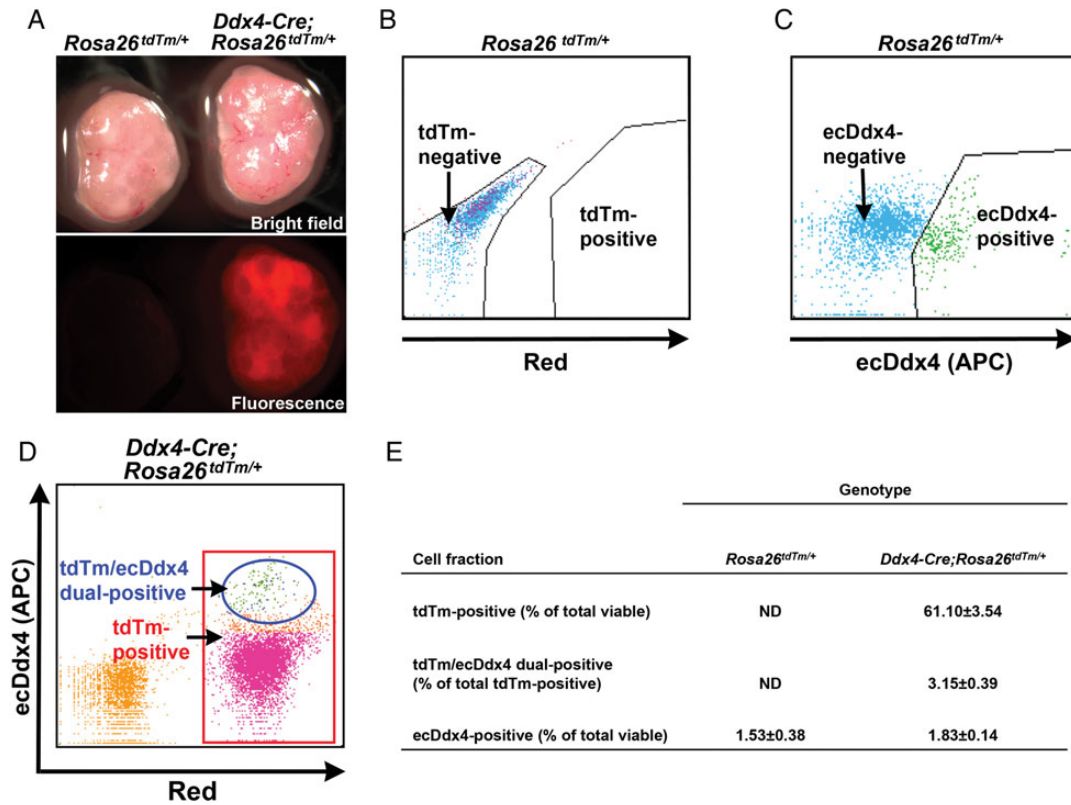 A
Rosa26tdTm/+
Ddx4-Cre;
Rosa26tdTm/+
Bright field
Fluorescence
B
Rosa26 tdTm/+
tdTm-
negative
tdTm-
positive
Red
C
Rosa26tdTm/+
ecDdx4-
negative
ecDdx4-
positive
ecDdx4 (APC)
D
Ddx4-Cre;
Rosa26tdTm/+
ecDdx4 (APC)
tdTm/ecDdx4
dual-positive
tdTm-
positive
Red
E
Genotype
Cell fraction Rosa26tdTm/+ Ddx4-Cre;Rosa26tdTm/+
tdTm-positive (% of total viable) ND 61.10±3.54
tdTm/ecDdx4 dual-positive
(% of total tdTm-positive) ND 3.15±0.39
ecDdx4-positive (% of total viable) 1.53±0.38 1.83±0.14